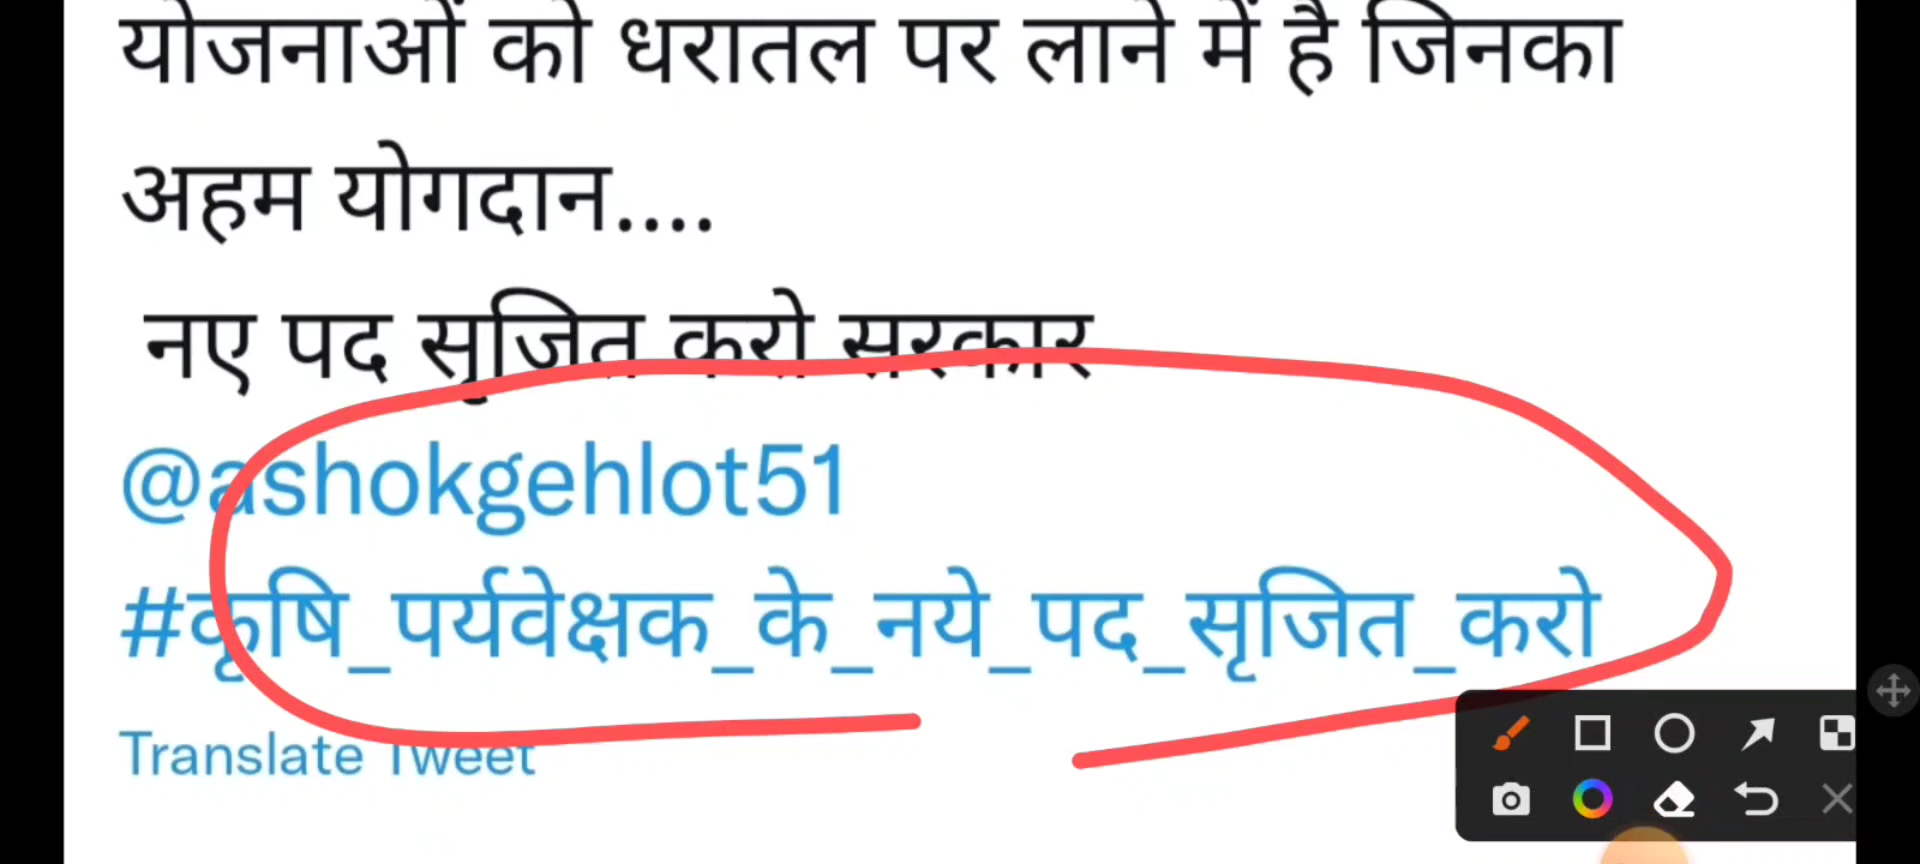 योजनाओं को धरातल पर लाने में है जिनका
अहम योगदान....
नए पद सृजित करो सरकार
@ashokgehlot51
#कृषि_पर्यवेक्षक_के_नये_पद_सृजित_करो
Translate Tweet